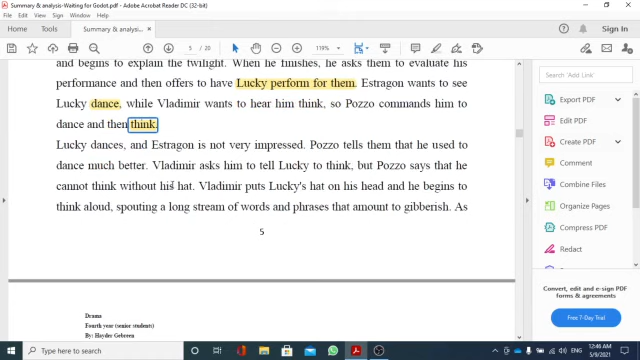 Summary & analysis-Waiting for Godot.pdf - Adobe Acrobat Reader DC (32-bit)
File Edit View Sign Window Help
Home Tools Summary & analysis... × Sign In
5 / 20 119%
and begins to explain the twilight. When he finishes, he asks them to evaluate his
performance and then offers to have Lucky perform for them. Estragon wants to see
Lucky dance, while Vladimir wants to hear him think, so Pozzo commands him to
dance and then think.
Lucky dances, and Estragon is not very impressed. Pozzo tells them that he used to
dance much better. Vladimir asks him to tell Lucky to think, but Pozzo says that he
cannot think without his hat. Vladimir puts Lucky's hat on his head and he begins to
think aloud, spouting a long stream of words and phrases that amount to gibberish. As
5
Drama
Fourth year (senior students)
By: Hayder Gebreen
Search 'Add Link'
Export PDF
Edit PDF
Create PDF
Comment
Combine Files
Organize Pages
Compress PDF
Redact
Convert, edit and e-sign PDF
forms & agreements
Free 7-Day Trial
ENG
12:46 AM
5/9/2021